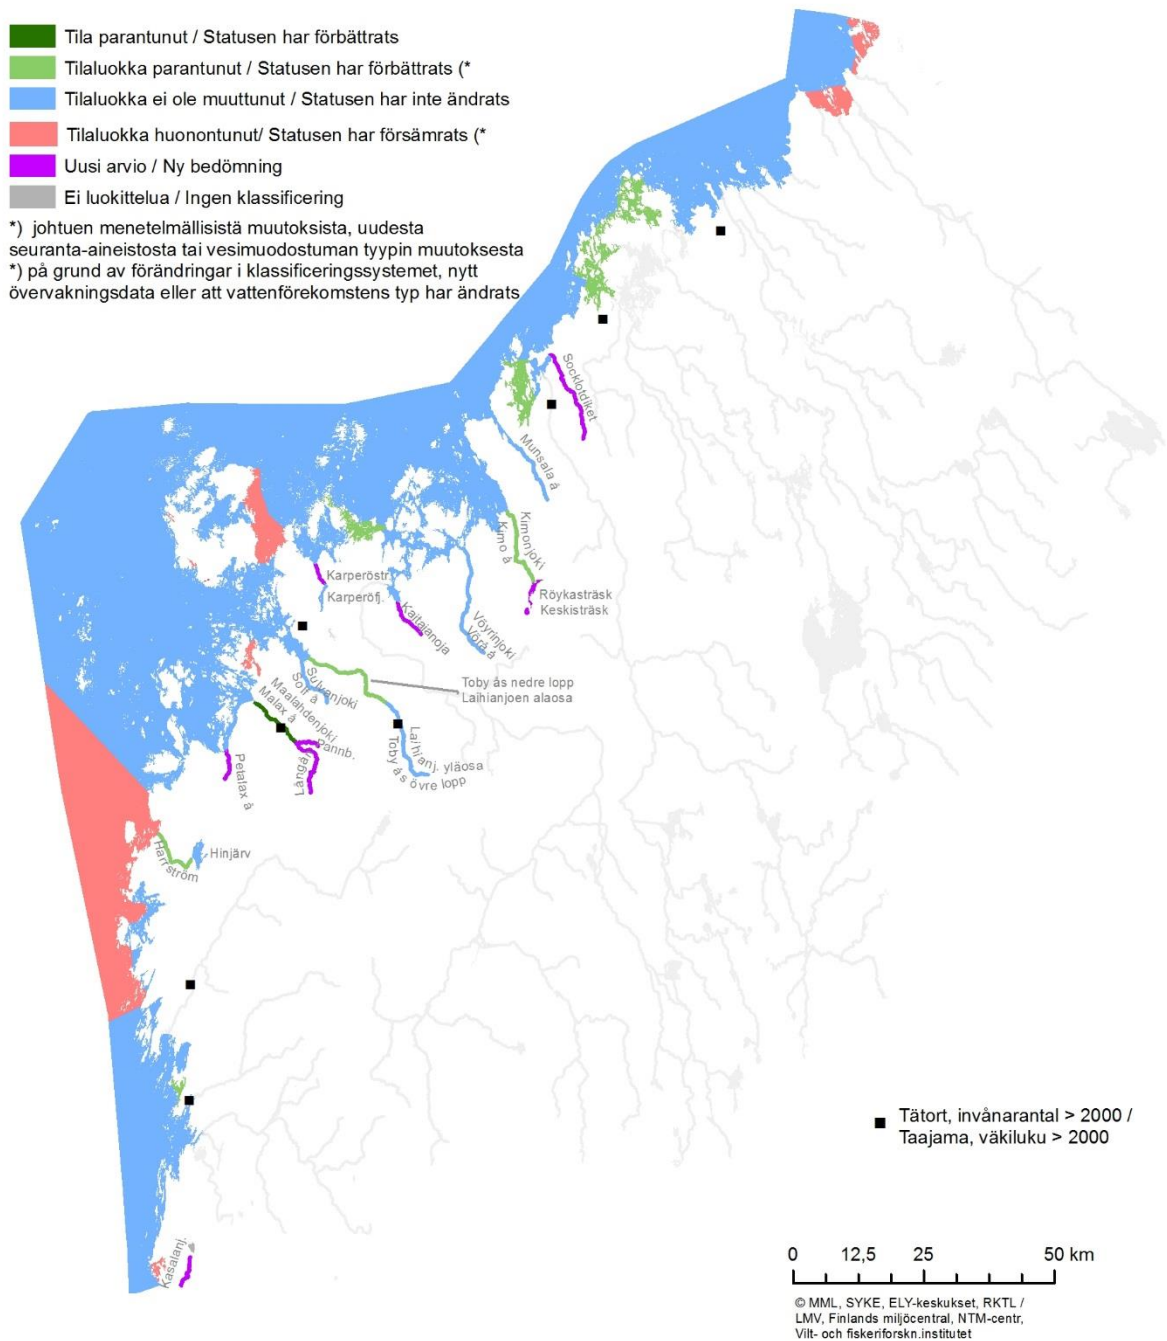 Tila parantunut / Statusen har förbättrats
Tilaluokka parantunut / Statusen har förbättrats (*
Tilaluokka ei ole muuttunut / Statusen har inte ändrats
Tilaluokka huonontunut/ Statusen har försämrats (*
Uusi arvio / Ny bedömning
Ei luokittelua / Ingen klassificering
*) johtuen menetelmällisistä muutoksista, uudesta
seuranta-aineistosta tai vesimuodostuman tyypin muutoksesta
*) på grund av förändringar i klassificeringssystemet, nytt
övervakningsdata eller att vattenförekomstens typ har ändrats
Socklotdiket
Munsala å
Kimonjoki
Kimo å
Röykasträsk
Keskisträsk
Karperöstr.
Karperöfj.
Kaitajanoja
Vöyrinjoki
Vörå å
Toby ås nedre lopp
Laihianjoen alaosa
Sulvanjoki
Solf å
Maalahdenjoki
Malax å
Pannb.
Långåj
Petalax å
Laihianj. yläosa
Toby ås övre lopp
Hinjärv
Harrström
Kasalanj.
Tätort, invånarantal > 2000 /
Taajama, väkiluku > 2000
0 12,5 25 50 km
© MML, SYKE, ELY-keskukset, RKTL /
LMV, Finlands miljöcentral, NTM-centr,
Vilt- och fiskeriforskn.institutet